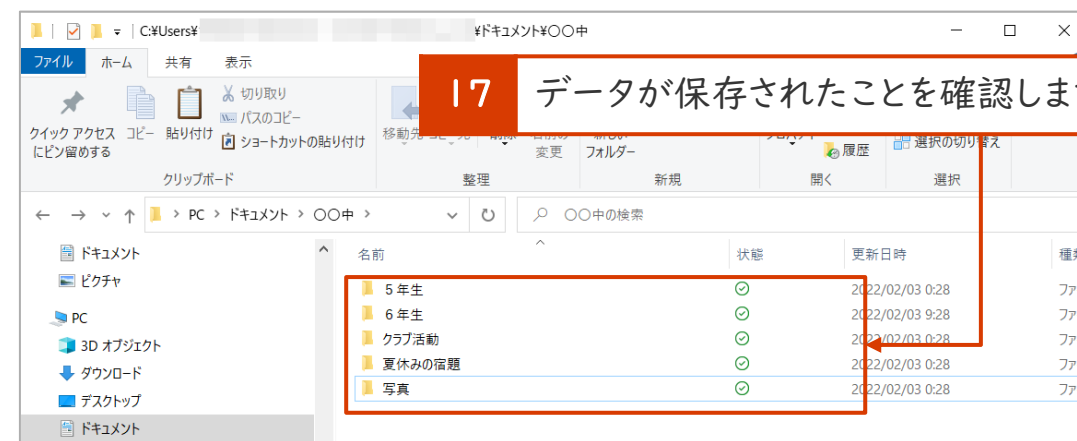 C:¥Users¥ ¥ドキュメント¥〇〇中
17 データが保存されたことを確認しま
ファイル ホーム 共有 表示
クイック アクセス にピン留めする
コピー
貼り付け
切り取り
パスのコピー
ショートカットの貼り付け
移動先
変更
フォルダー
履歴
選択の切り替え
クリップボード 整理 新規 開く 選択
PC > ドキュメント > 〇〇中 >
〇〇中の検索
ドキュメント
ピクチャ
PC
3D オブジェクト
ダウンロード
デスクトップ
ドキュメント
名前 状態 更新日時
5年生 2022/02/03 0:28
6年生 2022/02/03 9:28
クラブ活動 2022/02/03 0:28
夏休みの宿題 2022/02/03 0:28
写真 2022/02/03 0:28